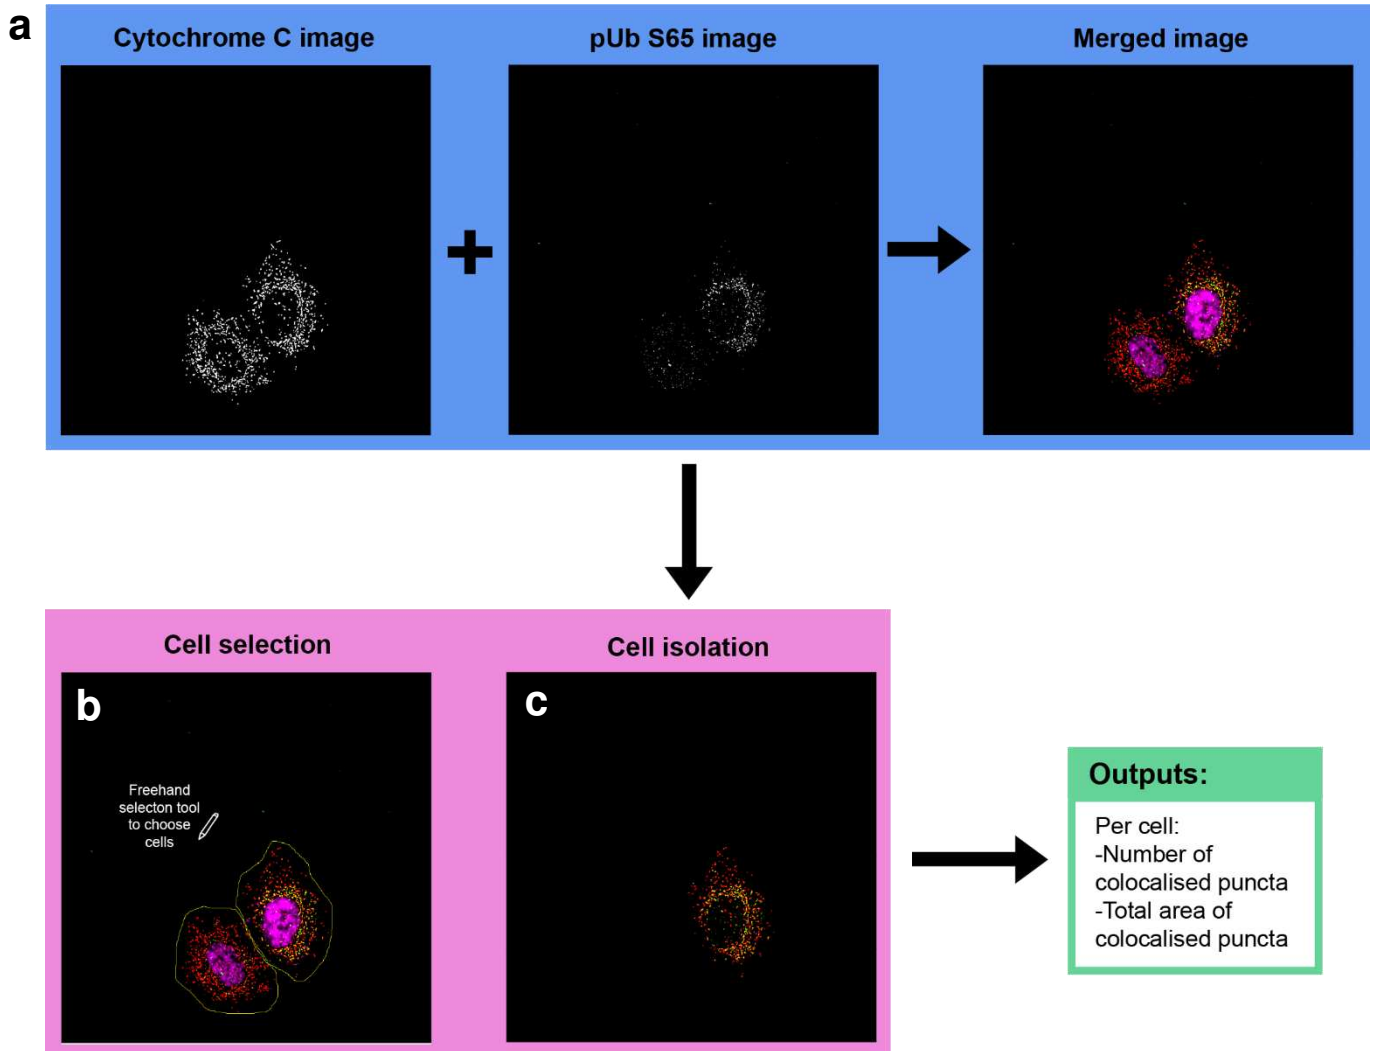 a
Cytochrome C image
pUb S65 image
Merged image
Cell selection
Cell isolation
b
Freehand
selecton tool
to choose
cells
c
Outputs:
Per cell:
-Number of
colocalised puncta
-Total area of
colocalised puncta